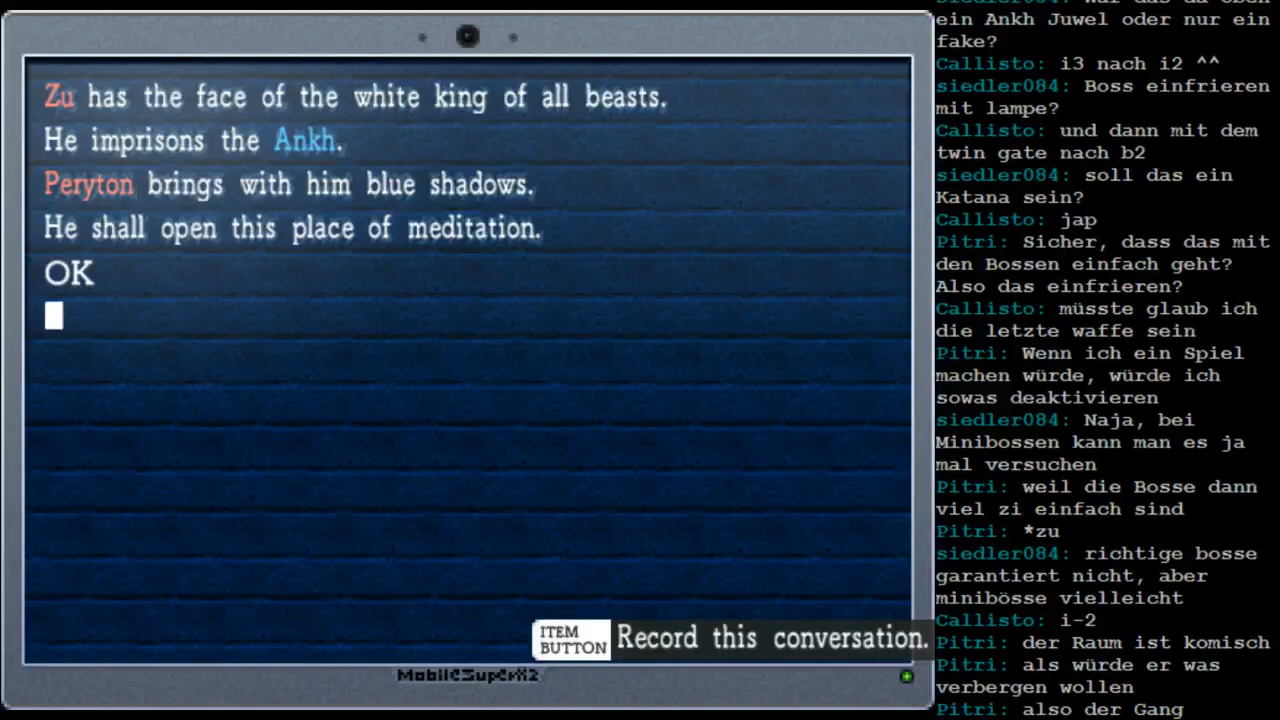 Zu has the face of the white king of all beasts.
He imprisons the Ankh.
Peryton brings with him blue shadows.
He shall open this place of meditation.
OK
ITEM
BUTTON
Record this conversation.
MobileSuperX2
ein Ankh Juwel oder nur ein
fake?
Callisto: i3 nach i2 ^^
siedler084: Boss einfrieren
mit lampe?
Callisto: und dann mit dem
twin gate nach b2
siedler084: soll das ein
Katana sein?
Callisto: jap
Pitri: Sicher, dass das mit
den Bossen einfach geht?
Also das einfrieren?
Callisto: müsste glaub ich
die letzte waffe sein
Pitri: Wenn ich ein Spiel
machen würde, würde ich
sowas deaktivieren
siedler084: Naja, bei
Minibossen kann man es ja
mal versuchen
Pitri: weil die Bosse dann
viel zi einfach sind
Pitri: *zu
siedler084: richtige bosse
garantiert nicht, aber
minibösse vielleicht
Callisto: i-2
Pitri: der Raum ist komisch
Pitri: als würde er was
verbergen wollen
Pitri: also der Gang